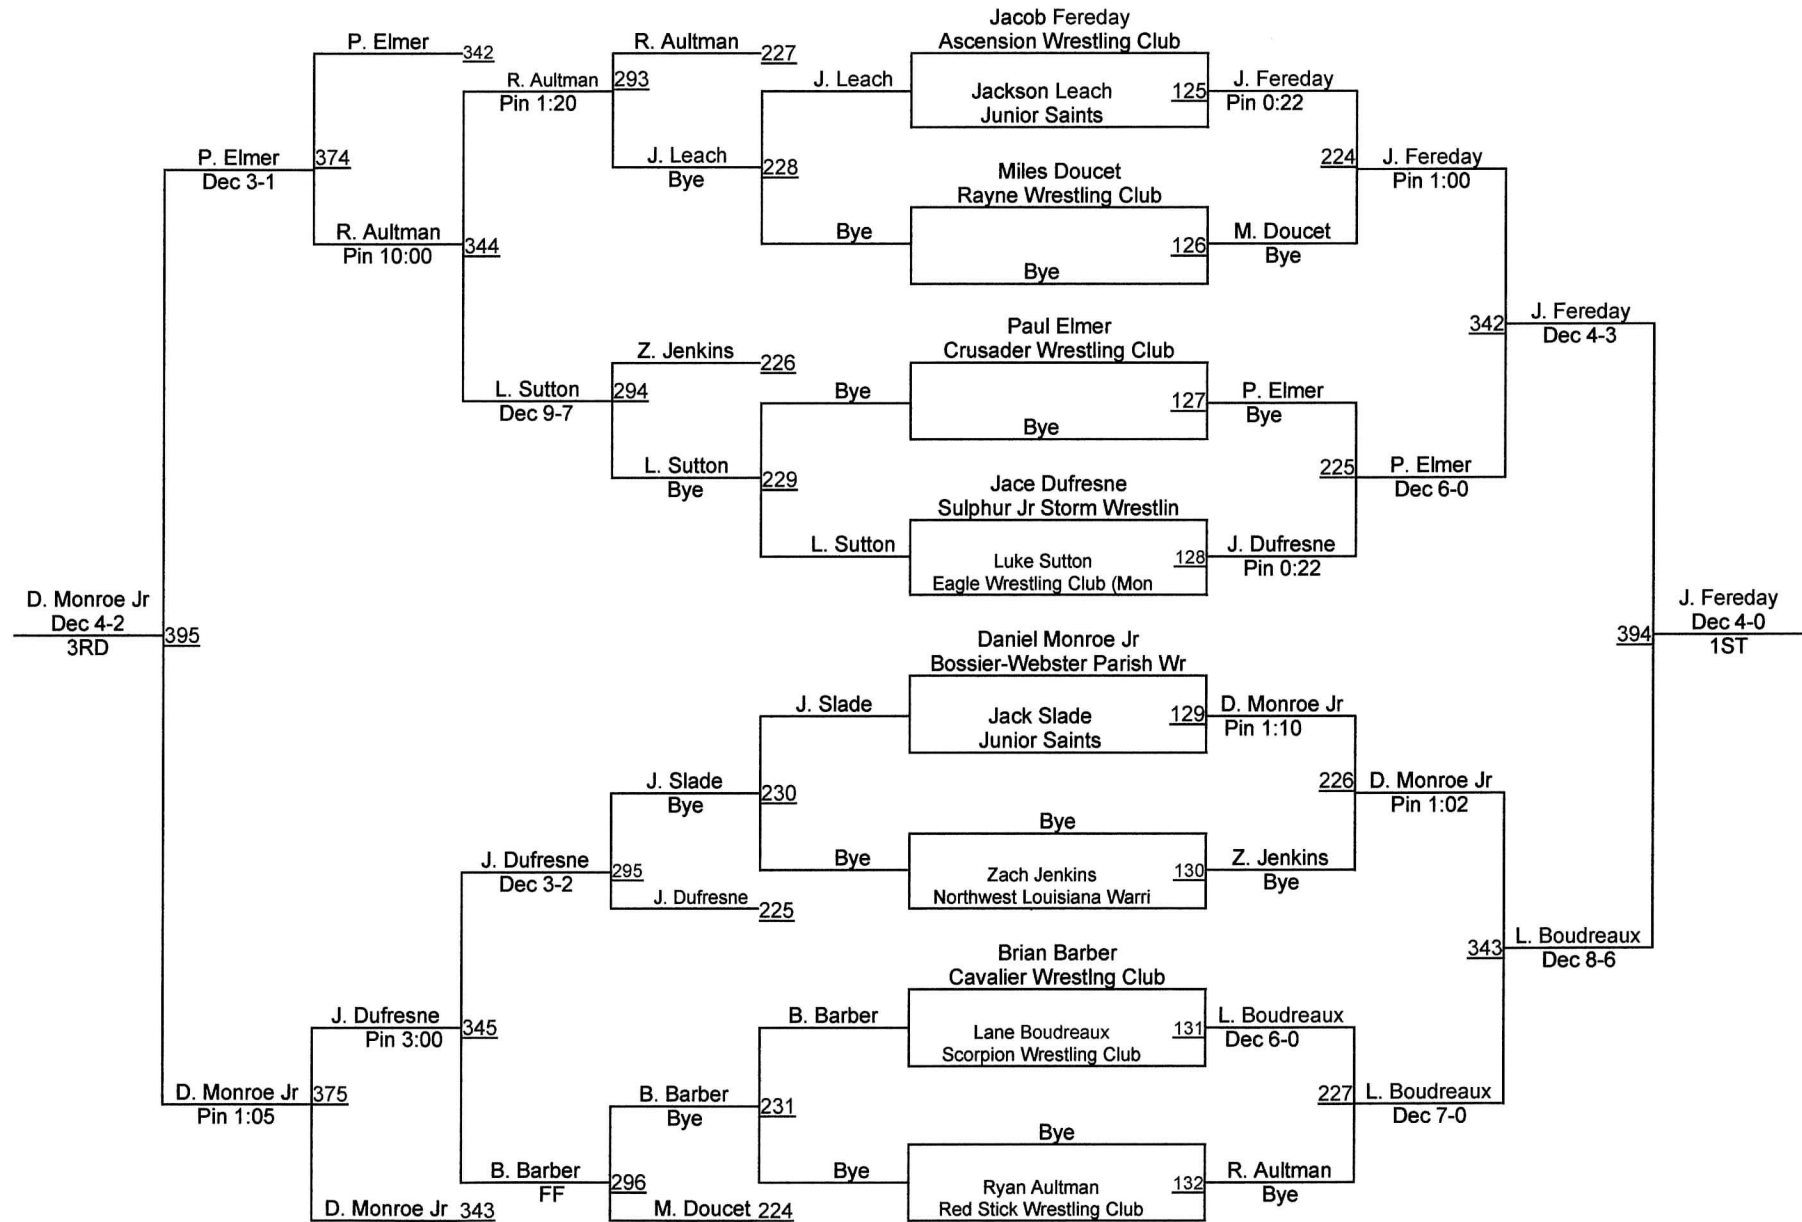 Jacob Fereday
Ascension Wrestling Club
P. Elmer
342
R. Aultman
227
R. Aultman
293
Pin 1:20
J. Leach
Jackson Leach
Junior Saints
125
J. Fereday
Pin 0:22
P. Elmer
374
Dec 3-1
J. Leach
228
Bye
Miles Doucet
Rayne Wrestling Club
224
J. Fereday
Pin 1:00
R. Aultman
344
Pin 10:00
Bye
126
Bye
M. Doucet
Bye
Paul Elmer
Crusader Wrestling Club
342
J. Fereday
Dec 4-3
Z. Jenkins
226
L. Sutton
294
Dec 9-7
Bye
127
Bye
P. Elmer
Bye
L. Sutton
229
Bye
Jace Dufresne
Sulphur Jr Storm Wrestlin
225
P. Elmer
Dec 6-0
L. Sutton
Luke Sutton
Eagle Wrestling Club (Mon
128
J. Dufresne
Pin 0:22
D. Monroe Jr
Dec 4-2
3RD
395
394
J. Fereday
Dec 4-0
1ST
Daniel Monroe Jr
Bossier-Webster Parish Wr
J. Slade
Jack Slade
Junior Saints
129
D. Monroe Jr
Pin 1:10
J. Slade
230
Bye
226
D. Monroe Jr
Pin 1:02
Bye
J. Dufresne
295
Dec 3-2
Bye
Zach Jenkins
Northwest Louisiana Warri
130
Z. Jenkins
Bye
J. Dufresne
225
Brian Barber
Cavalier Wrestlng Club
343
L. Boudreaux
Dec 8-6
J. Dufresne
345
Pin 3:00
B. Barber
Lane Boudreaux
Scorpion Wrestling Club
131
L. Boudreaux
Dec 6-0
D. Monroe Jr
375
Pin 1:05
B. Barber
231
Bye
227
L. Boudreaux
Dec 7-0
Bye
B. Barber
296
FF
Bye
Ryan Aultman
Red Stick Wrestling Club
132
R. Aultman
Bye
D. Monroe Jr
343
M. Doucet
224